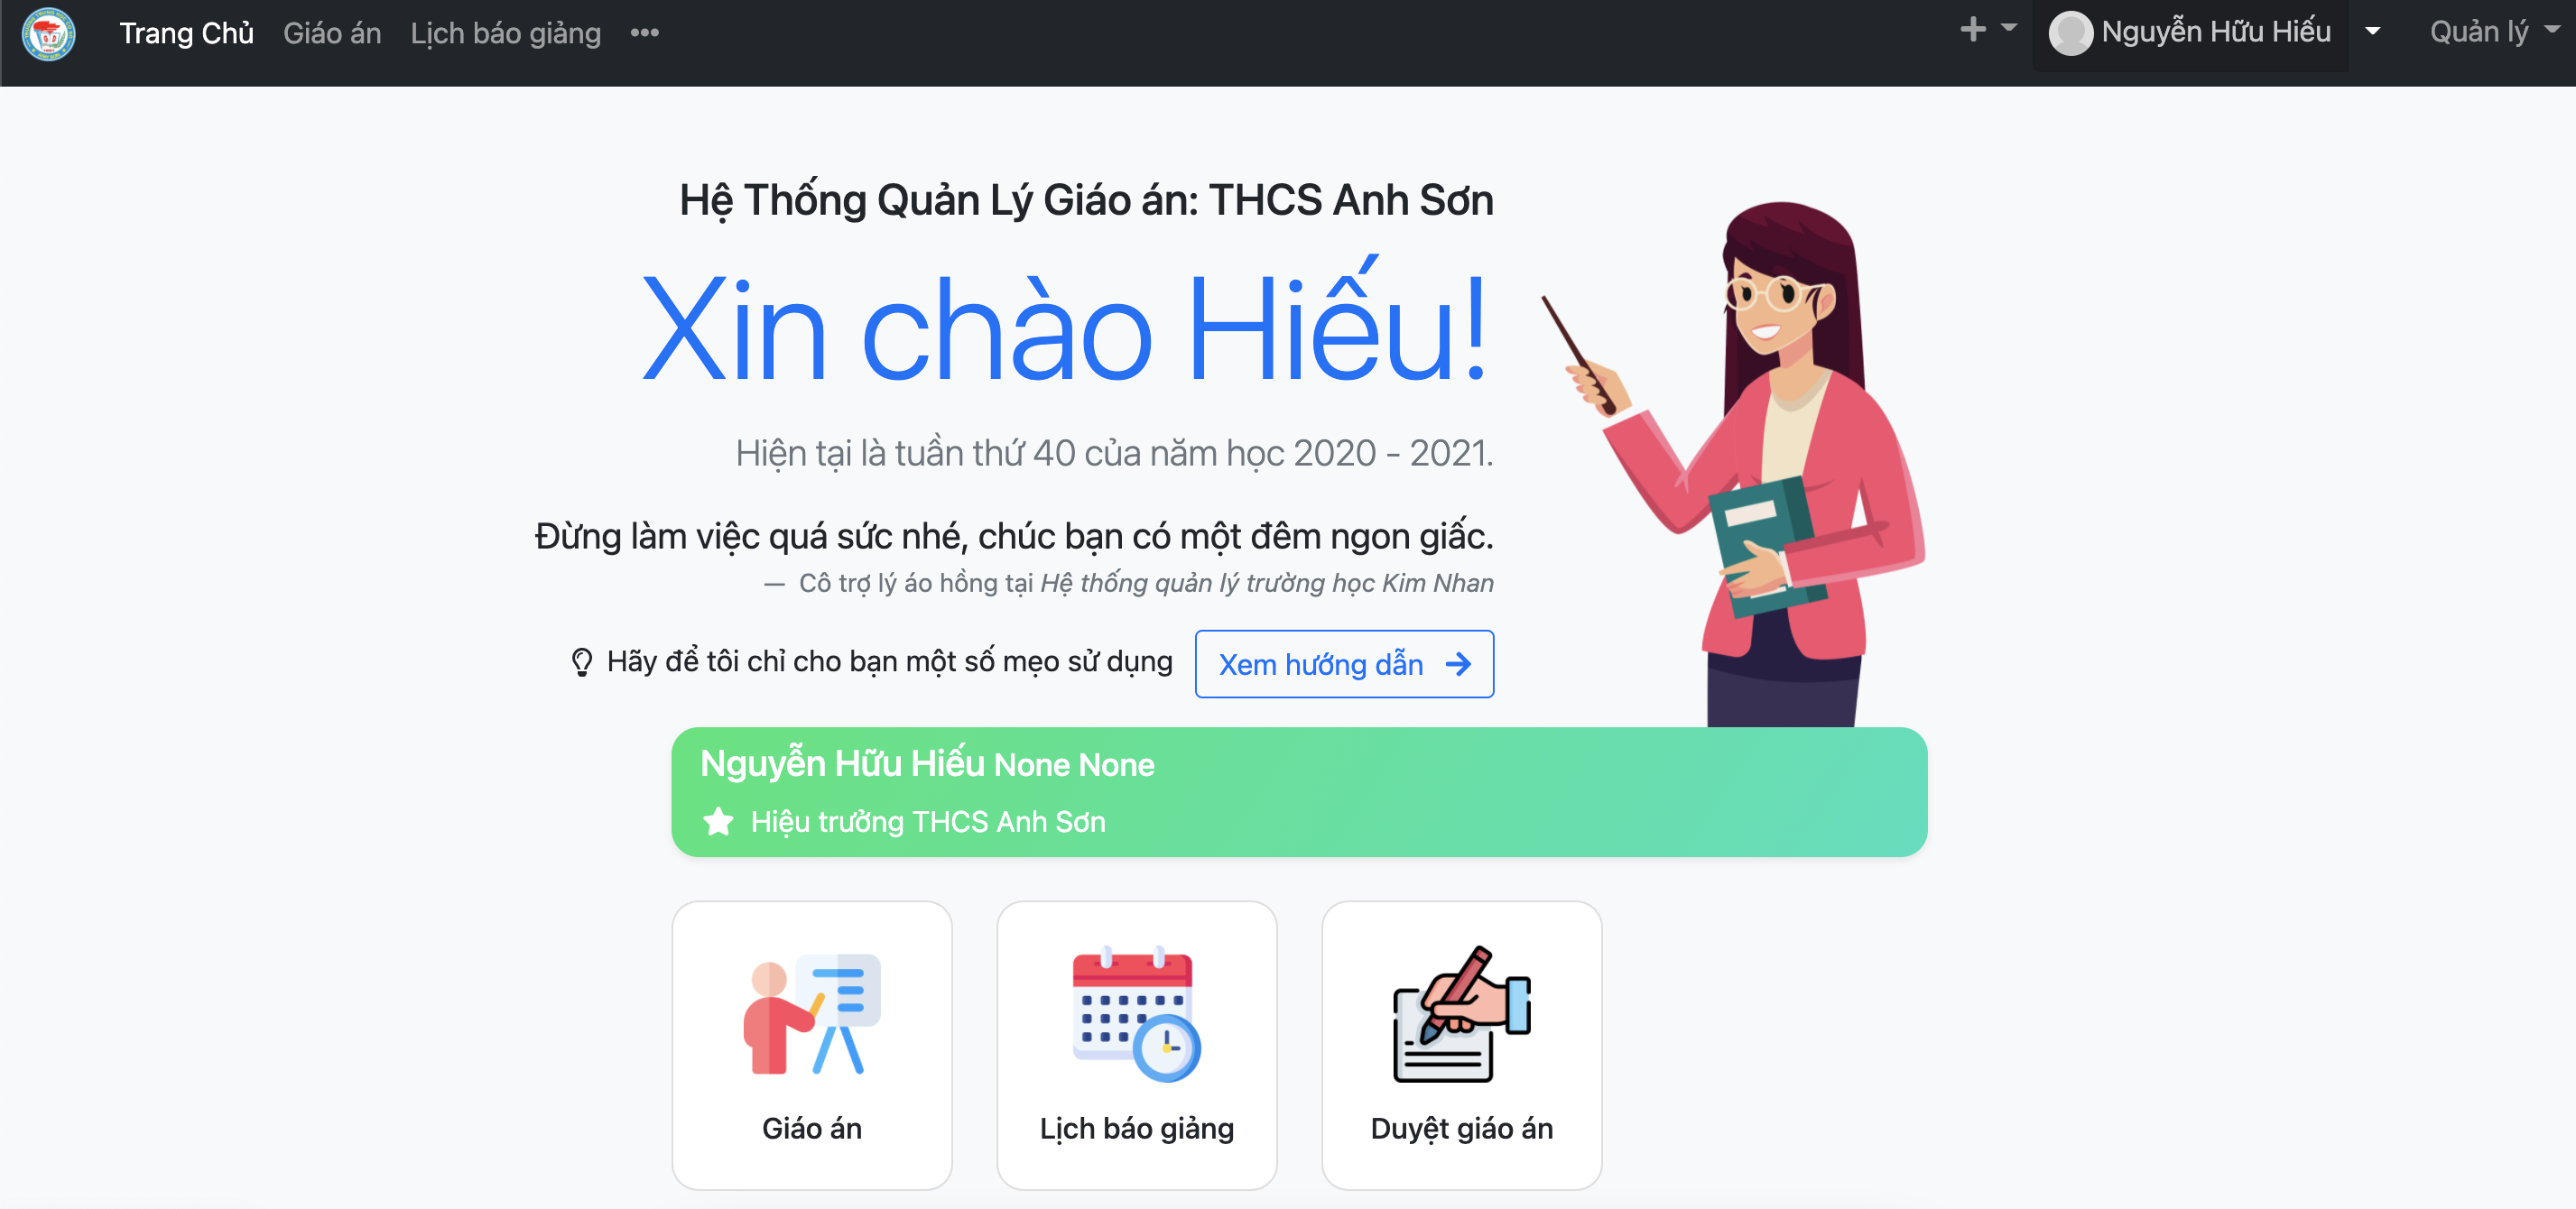 Trang Chủ Giáo án Lịch báo giảng ••• + Nguyễn Hữu Hiếu Quản lý
Hệ Thống Quản Lý Giáo án: THCS Anh Sơn
Xin chào Hiếu!
Hiện tại là tuần thứ 40 của năm học 2020 - 2021.
Đừng làm việc quá sức nhé, chúc bạn có một đêm ngon giấc.
— Cô trợ lý áo hồng tại Hệ thống quản lý trường học Kim Nhan
Hãy để tôi chỉ cho bạn một số mẹo sử dụng Xem hướng dẫn →
Nguyễn Hữu Hiếu None None
Hiệu trưởng THCS Anh Sơn
Giáo án
Lịch báo giảng
Duyệt giáo án